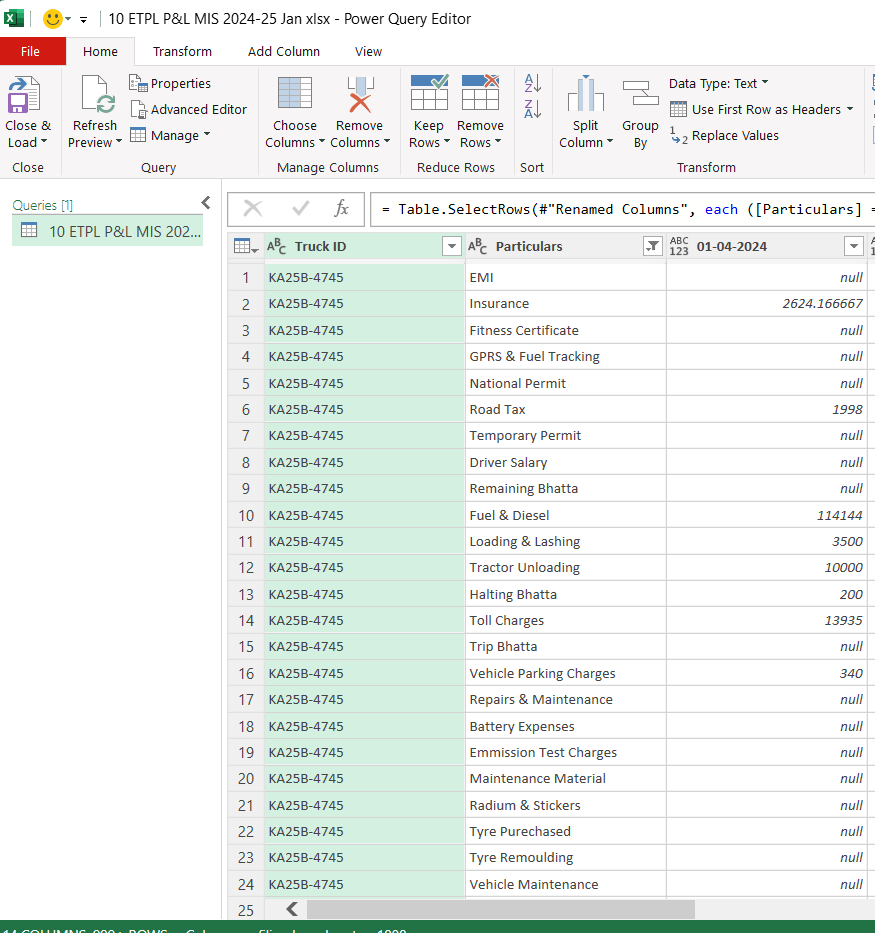 10 ETPL P&L MIS 2024-25 Jan xlsx - Power Query Editor
File Home Transform Add Column View
Close & Load
Refresh Preview
Properties
Advanced Editor
Manage
Choose Columns
Remove Columns
Keep Rows
Remove Rows
A Z
Z A
Split Column
Group By
Data Type: Text
Use First Row as Headers
1 2 Replace Values
Close Query Manage Columns Reduce Rows Sort Transform
Queries [1]
10 ETPL P&L MIS 202...
fx = Table.SelectRows(#"Renamed Columns", each ([Particulars] =
ABC Truck ID ABC Particulars ABC 123 01-04-2024
1 KA25B-4745 EMI null
2 KA25B-4745 Insurance 2624.166667
3 KA25B-4745 Fitness Certificate null
4 KA25B-4745 GPRS & Fuel Tracking null
5 KA25B-4745 National Permit null
6 KA25B-4745 Road Tax 1998
7 KA25B-4745 Temporary Permit null
8 KA25B-4745 Driver Salary null
9 KA25B-4745 Remaining Bhatta null
10 KA25B-4745 Fuel & Diesel 114144
11 KA25B-4745 Loading & Lashing 3500
12 KA25B-4745 Tractor Unloading 10000
13 KA25B-4745 Halting Bhatta 200
14 KA25B-4745 Toll Charges 13935
15 KA25B-4745 Trip Bhatta null
16 KA25B-4745 Vehicle Parking Charges 340
17 KA25B-4745 Repairs & Maintenance null
18 KA25B-4745 Battery Expenses null
19 KA25B-4745 Emmission Test Charges null
20 KA25B-4745 Maintenance Material null
21 KA25B-4745 Radium & Stickers null
22 KA25B-4745 Tyre Purechased null
23 KA25B-4745 Tyre Remoulding null
24 KA25B-4745 Vehicle Maintenance null
25